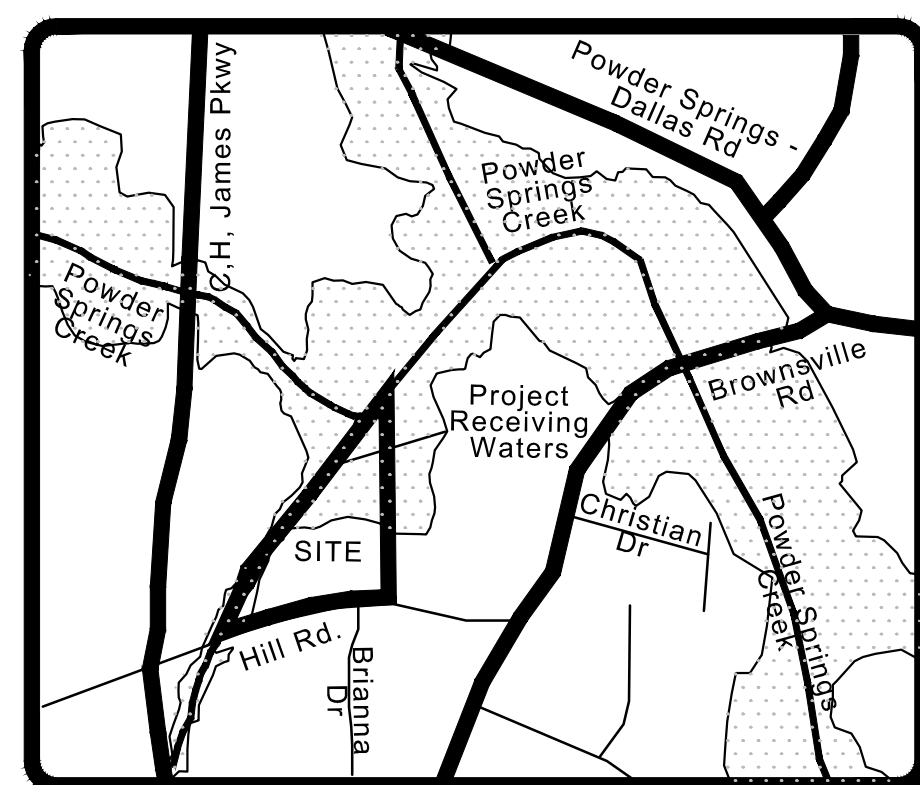 Powder Springs -
Dallas Rd
C,H, James Pkwy
Powder
Springs
Creek
Powder
Springs
Creek
Brownsville
Rd
Project
Receiving
Waters
Christian
Dr
Powder Springs
Creek
SITE
Hill Rd.
Brianna
Dr